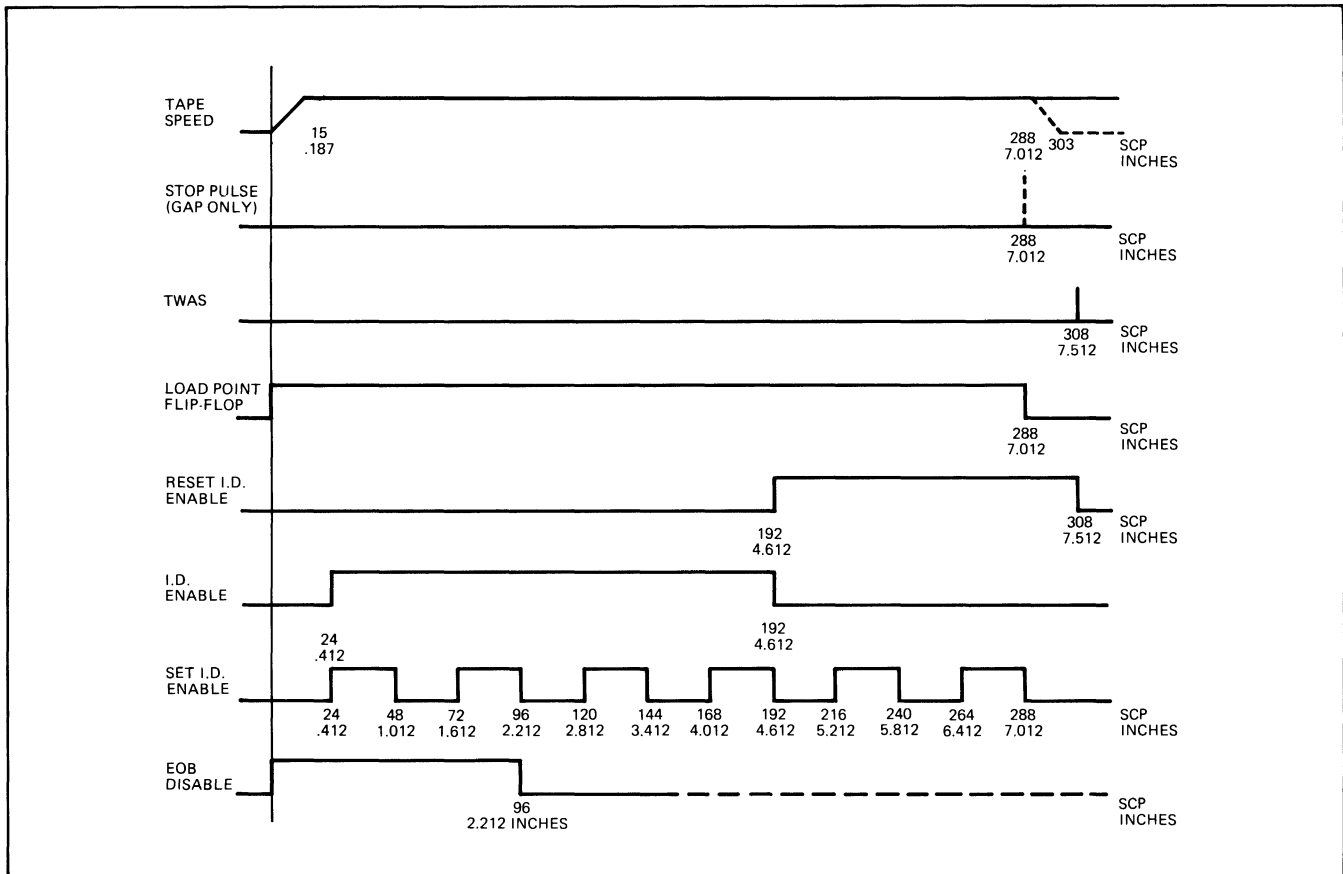 TAPE
SPEED
15
.187
288
7.012
303
SCP
INCHES
STOP PULSE
(GAP ONLY)
288
7.012
SCP
INCHES
TWAS
308
7.512
SCP
INCHES
LOAD POINT
FLIP-FLOP
288
7.012
SCP
INCHES
RESET I.D.
ENABLE
192
4.612
308
7.512
SCP
INCHES
I.D.
ENABLE
24
.412
192
4.612
SET I.D.
ENABLE
24 48 72 96 120 144 168 192 216 240 264 288 SCP
.412 1.012 1.612 2.212 2.812 3.412 4.012 4.612 5.212 5.812 6.412 7.012 INCHES
EOB
DISABLE
96
2.212 INCHES
SCP
INCHES